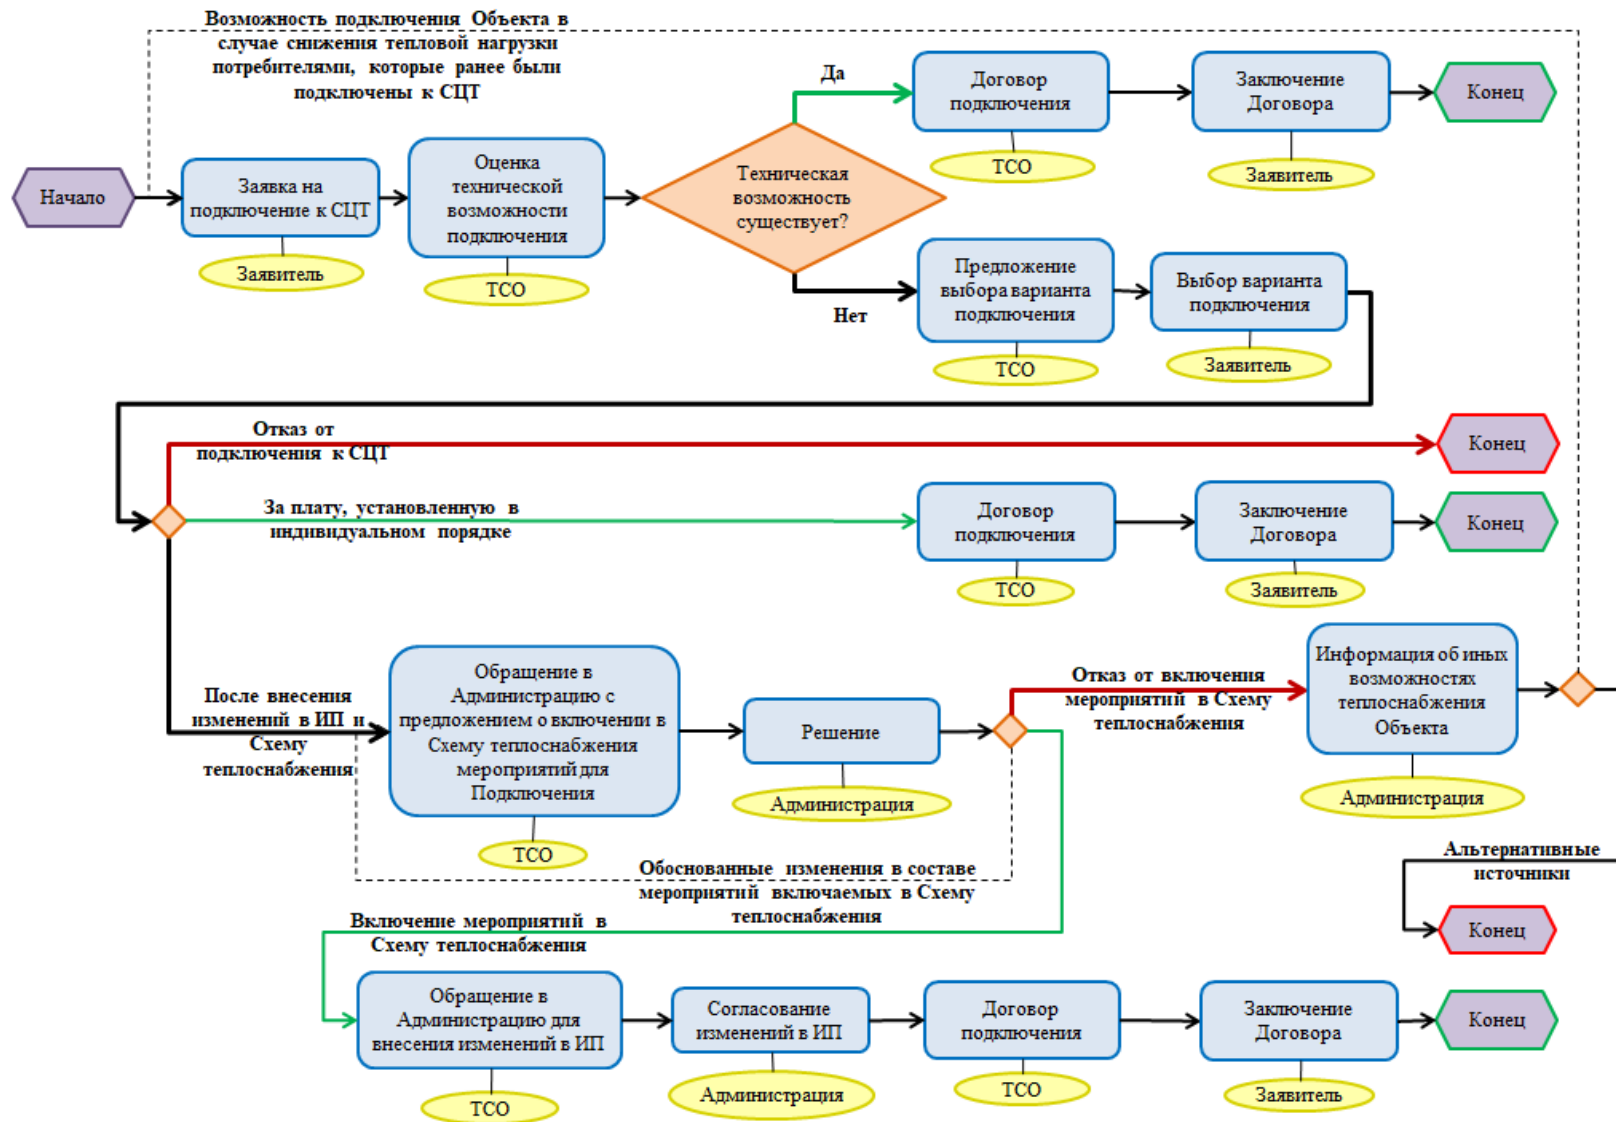 Возможность подключения Объекта в
случае снижения тепловой нагрузки
потребителями, которые ранее были
подключены к СЦТ
Начало
Заявка на
подключение к СЦТ
Заявитель
Оценка
технической
возможности
подключения
ТСО
Техническая
возможность
существует?
Да
Договор
подключения
ТСО
Заключение
Договора
Заявитель
Конец
Нет
Предложение
выбора варианта
подключения
ТСО
Выбор варианта
подключения
Заявитель
Отказ от
подключения к СЦТ
Конец
За плату, установленную в
индивидуальном порядке
Договор
подключения
ТСО
Заключение
Договора
Заявитель
Конец
После внесения
изменений в ИП и
Схему
теплоснабжения
Обращение в
Администрацию с
предложением о включении в
Схему теплоснабжения
мероприятий для
Подключения
ТСО
Решение
Администрация
Отказ от включения
мероприятий в Схему
теплоснабжения
Информация об иных
возможностях
теплоснабжения
Объекта
Администрация
Обоснованные изменения в составе
мероприятий включаемых в Схему
теплоснабжения
Альтернативные
источники
Конец
Включение мероприятий в
Схему теплоснабжения
Обращение в
Администрацию для
внесения изменений в ИП
ТСО
Согласование
изменений в ИП
Администрация
Договор
подключения
ТСО
Заключение
Договора
Заявитель
Конец